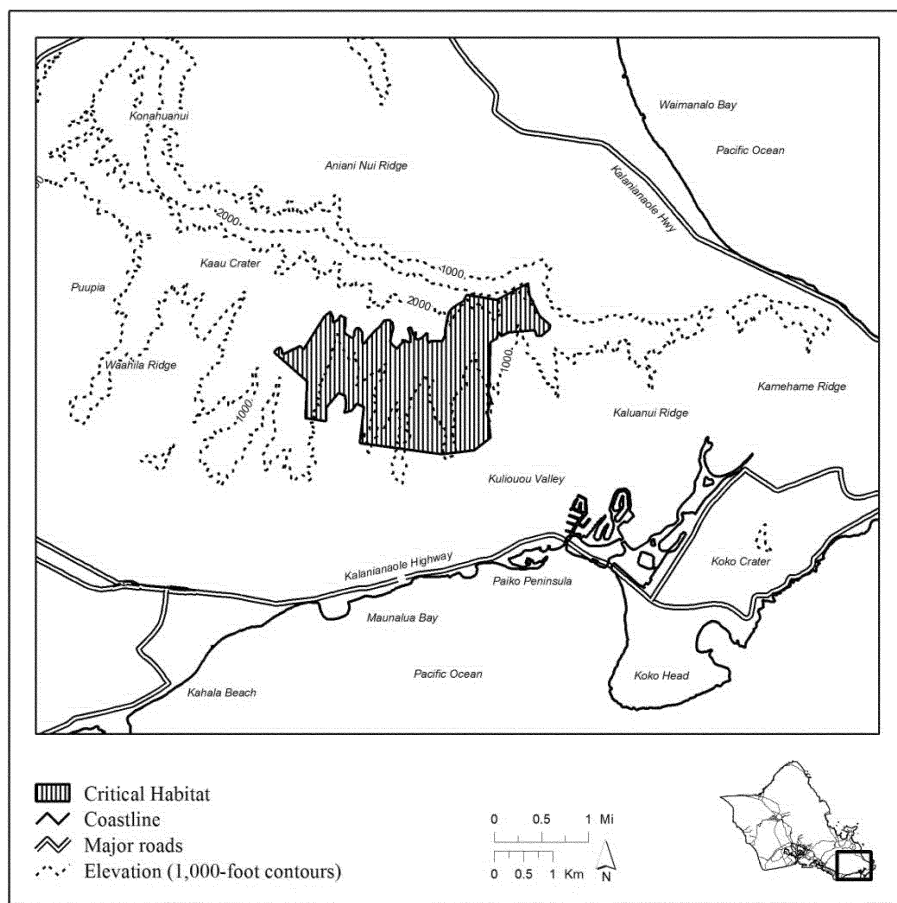 Waimanalo Bay
Konahuanui
Pacific Ocean
Aniani Nui Ridge
Kalanianaole Hwy
2000
Kaau Crater
1000
Puupia
2000
1000
Waahila Ridge
Kamehame Ridge
1000
Kaluanui Ridge
Kuliouou Valley
Kalanianaole Highway
Koko Crater
Paiko Peninsula
Maunalua Bay
Pacific Ocean
Koko Head
Kahala Beach
Critical Habitat
Coastline
Major roads
Elevation (1,000-foot contours)
0 0.5 1 Mi
0 0.5 1 Km
N